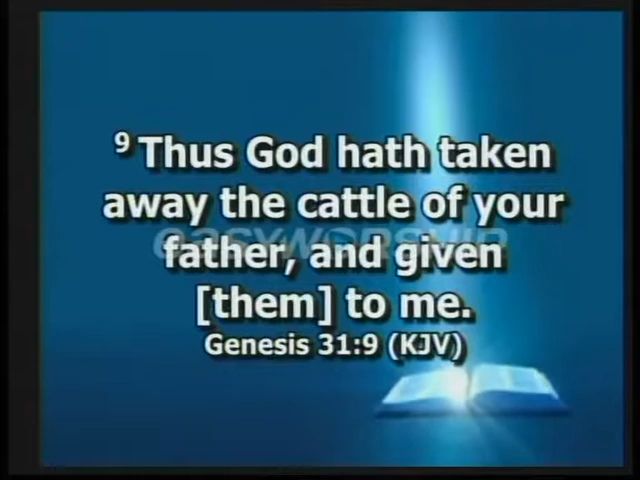 9 Thus God hath taken
away the cattle of your
easyworship
father, and given
[them] to me.
Genesis 31:9 (KJV)